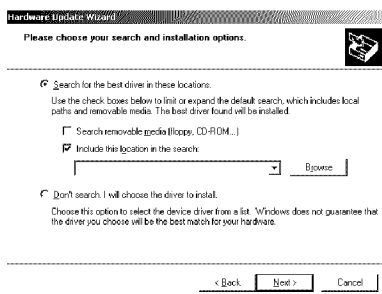 Hardware Update Wizard
Please choose your search and installation options.
Search for the best driver in these locations.
Use the check boxes below to limit or expand the default search, which includes local
paths and removable media. The best driver found will be installed.
Search removable media (floppy, CD-ROM...)
Include this location in the search:
Browse
Don't search. I will choose the driver to install.
Choose this option to select the device driver from a list. Windows does not guarantee that
the driver you choose will be the best match for your hardware.
< Back Next > Cancel